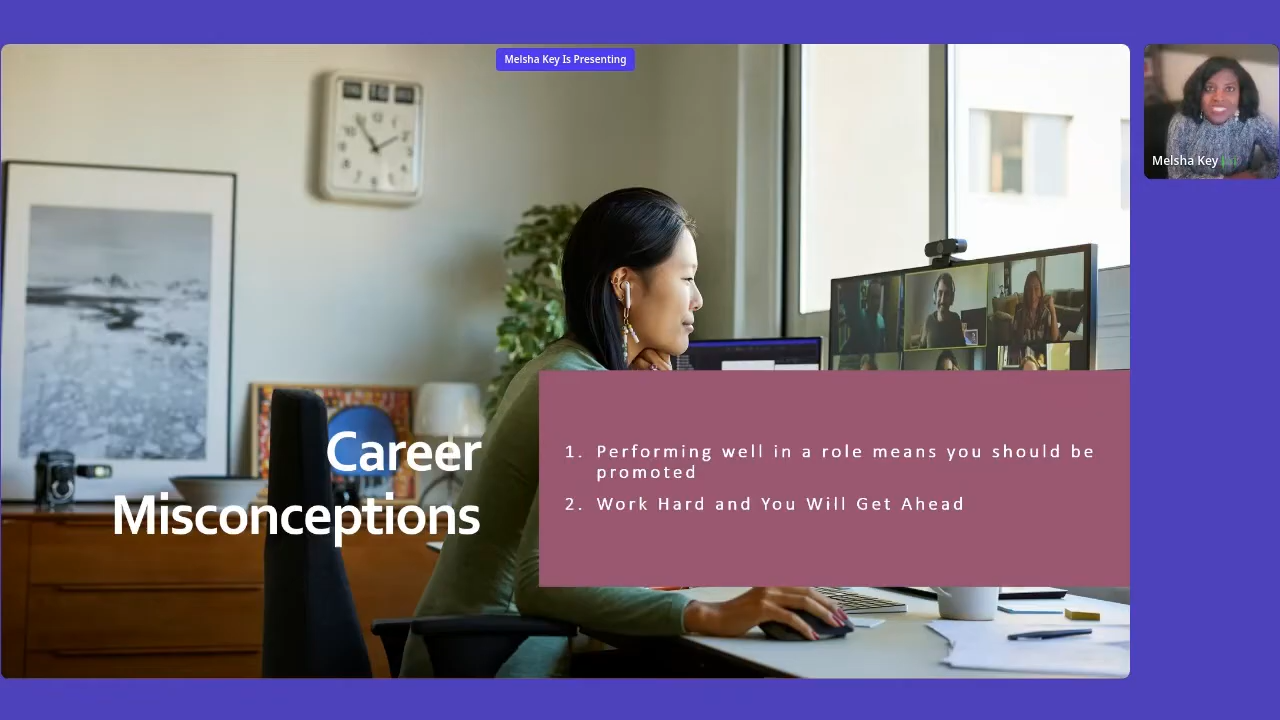 Melsha Key Is Presenting
Melsha Key
Career
Misconceptions
1. Performing well in a role means you should be
promoted
2. Work Hard and You Will Get Ahead